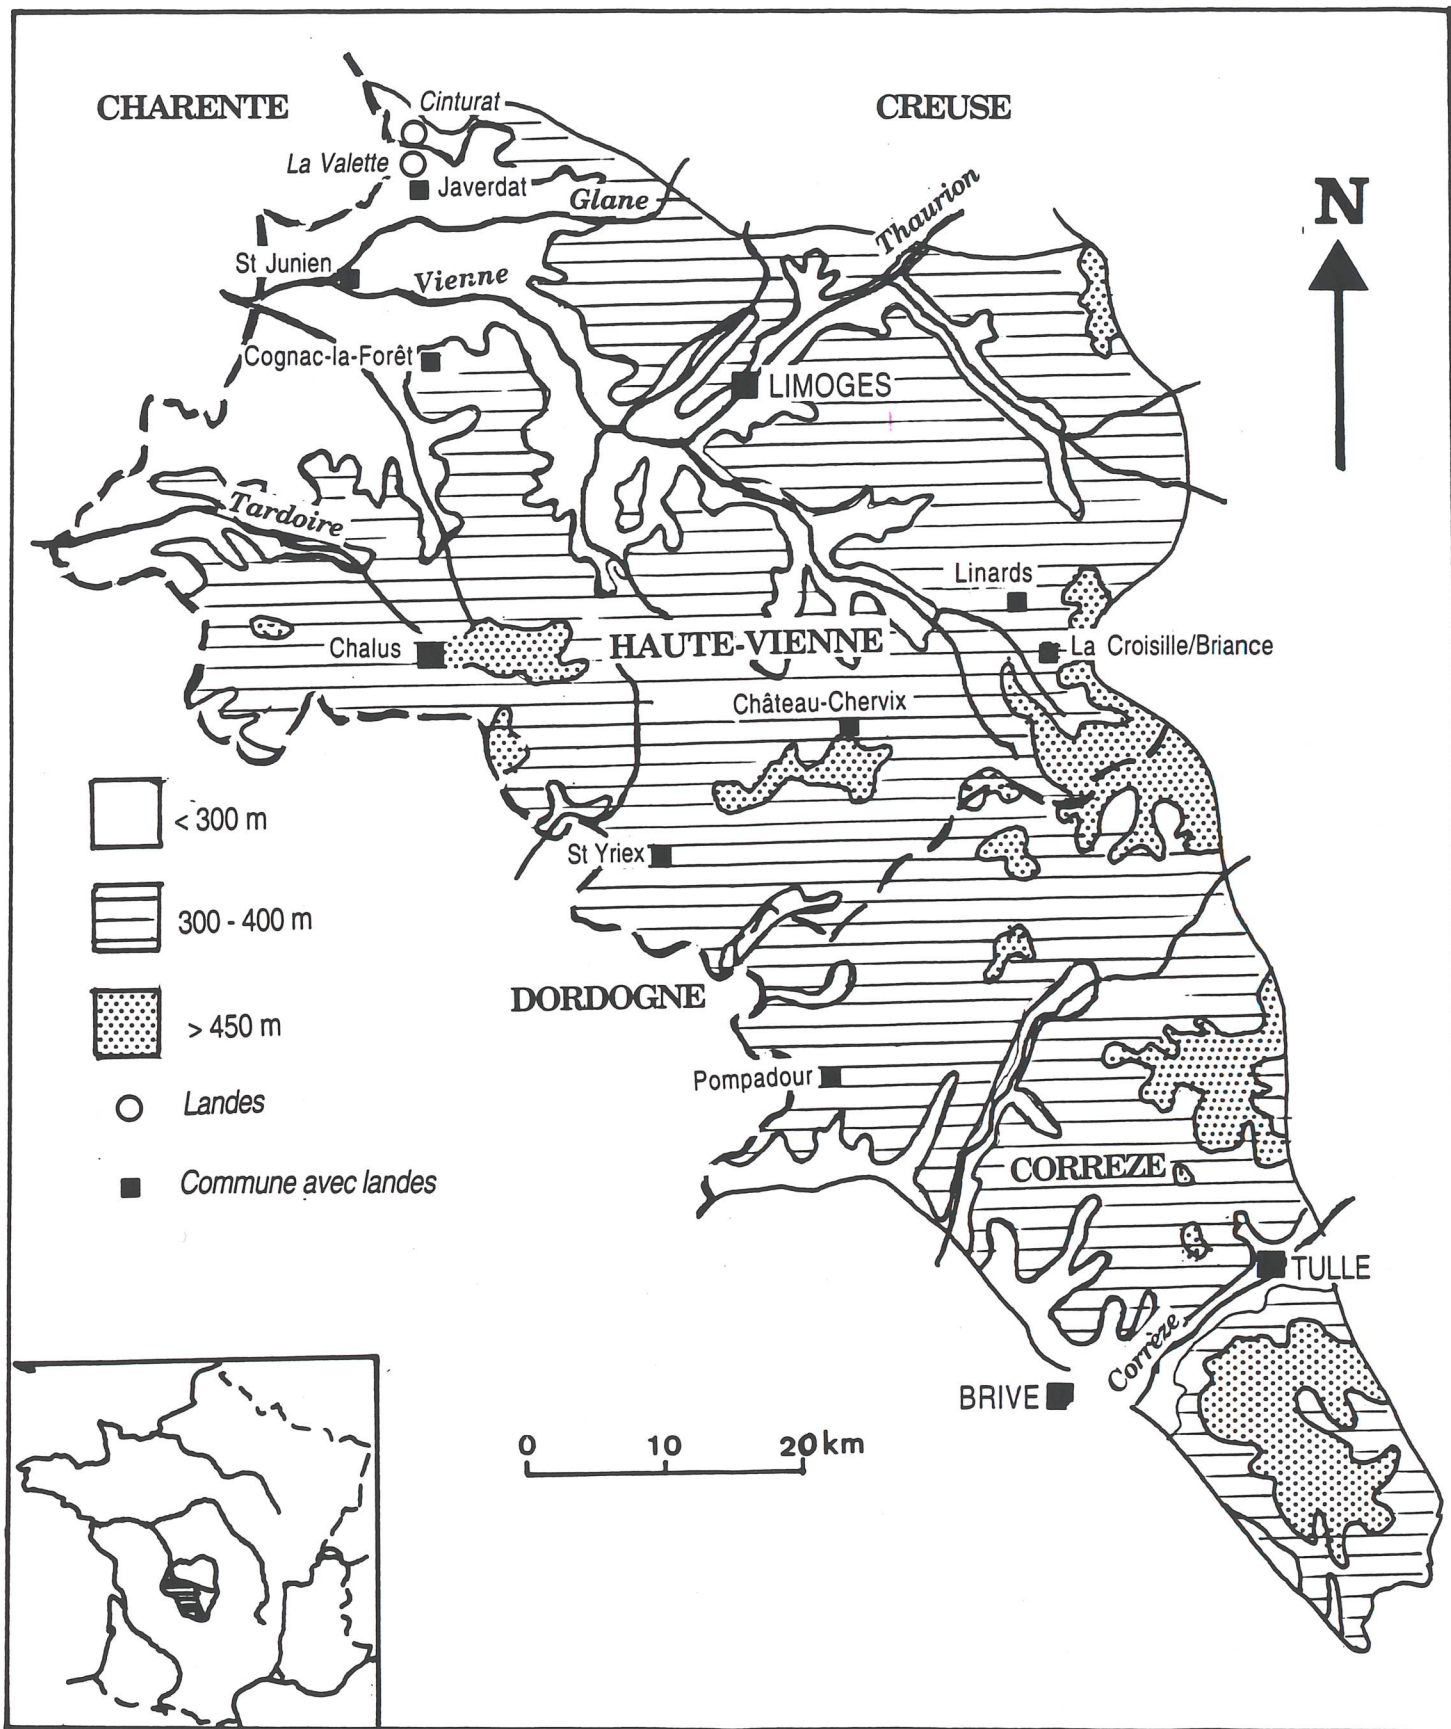 CHARENTE
CREUSE
Cinturat
La Valette
Javerdat
Glane
Thaurion
N
St Junien
Vienne
Cognac-la-Forêt
LIMOGES
Tardoire
Linards
Chalus
HAUTE-VIENNE
La Croisille/Briance
Château-Chervix
< 300 m
St Yriex
300 - 400 m
DORDOGNE
> 450 m
Pompadour
Landes
CORREZE
Commune avec landes
TULLE
Corrèze
BRIVE
0 10 20 km